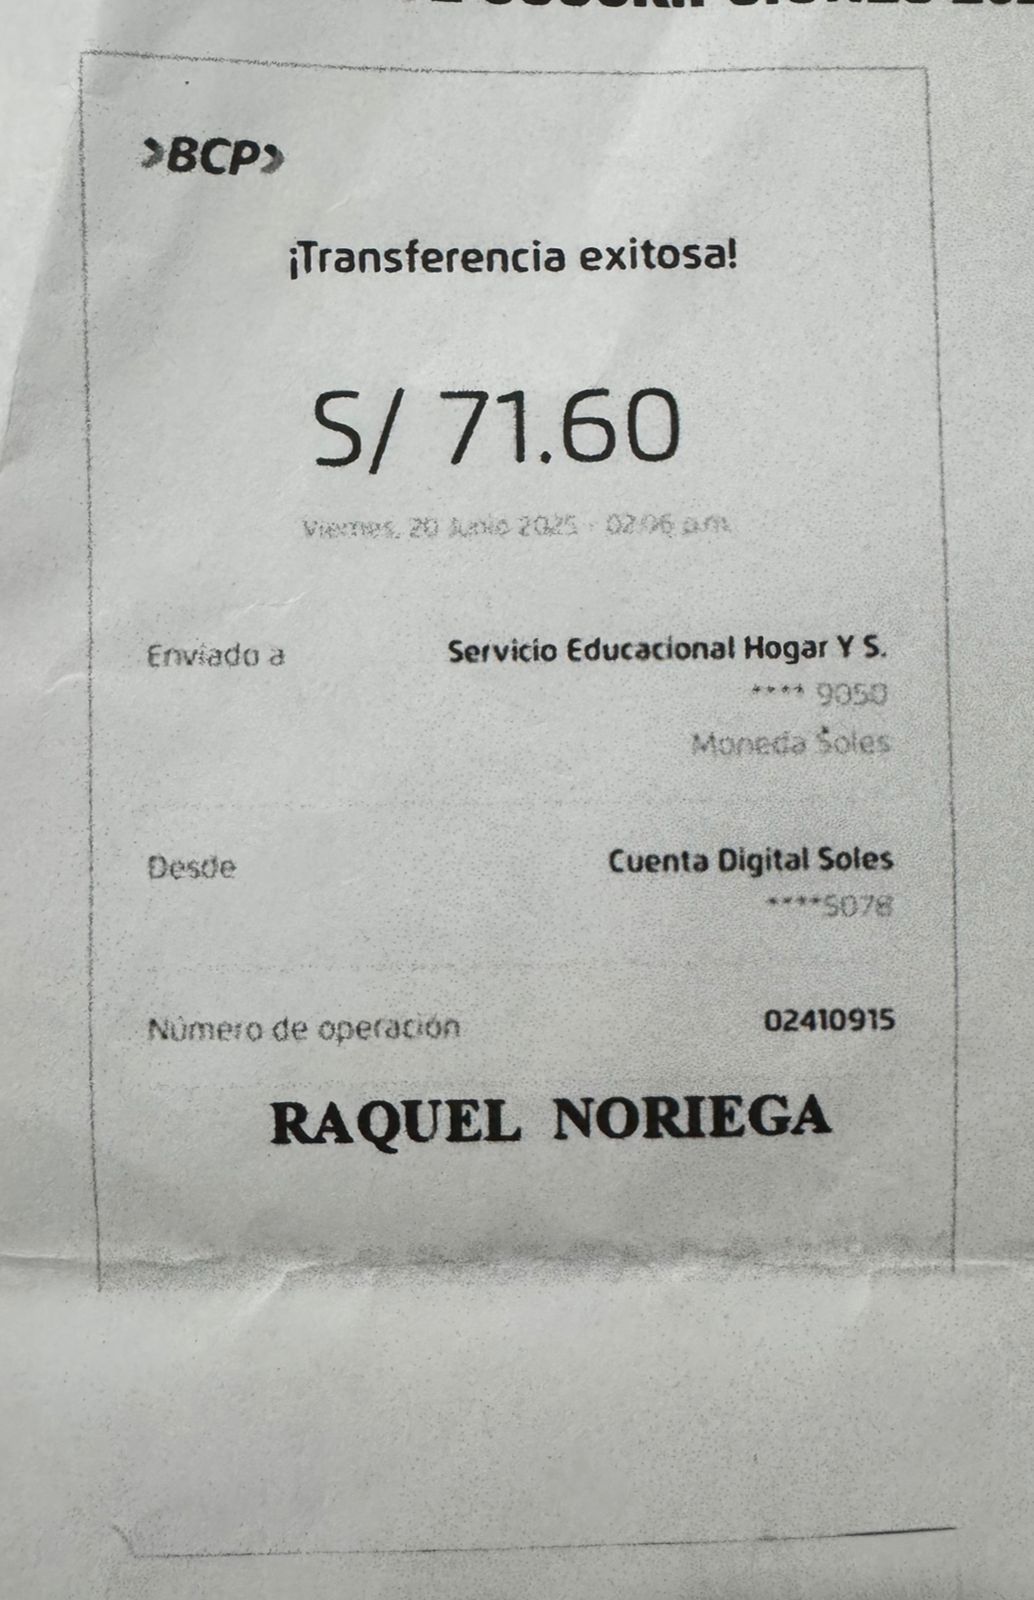 >BCP>
¡Transferencia exitosa!
S/ 71.60
Viernes, 20 Junio 2025 - 02:06 p.m.
Enviado a Servicio Educacional Hogar Y S.
**** 9050
Moneda Soles
Desde Cuenta Digital Soles
****5078
Número de operación 02410915
RAQUEL NORIEGA